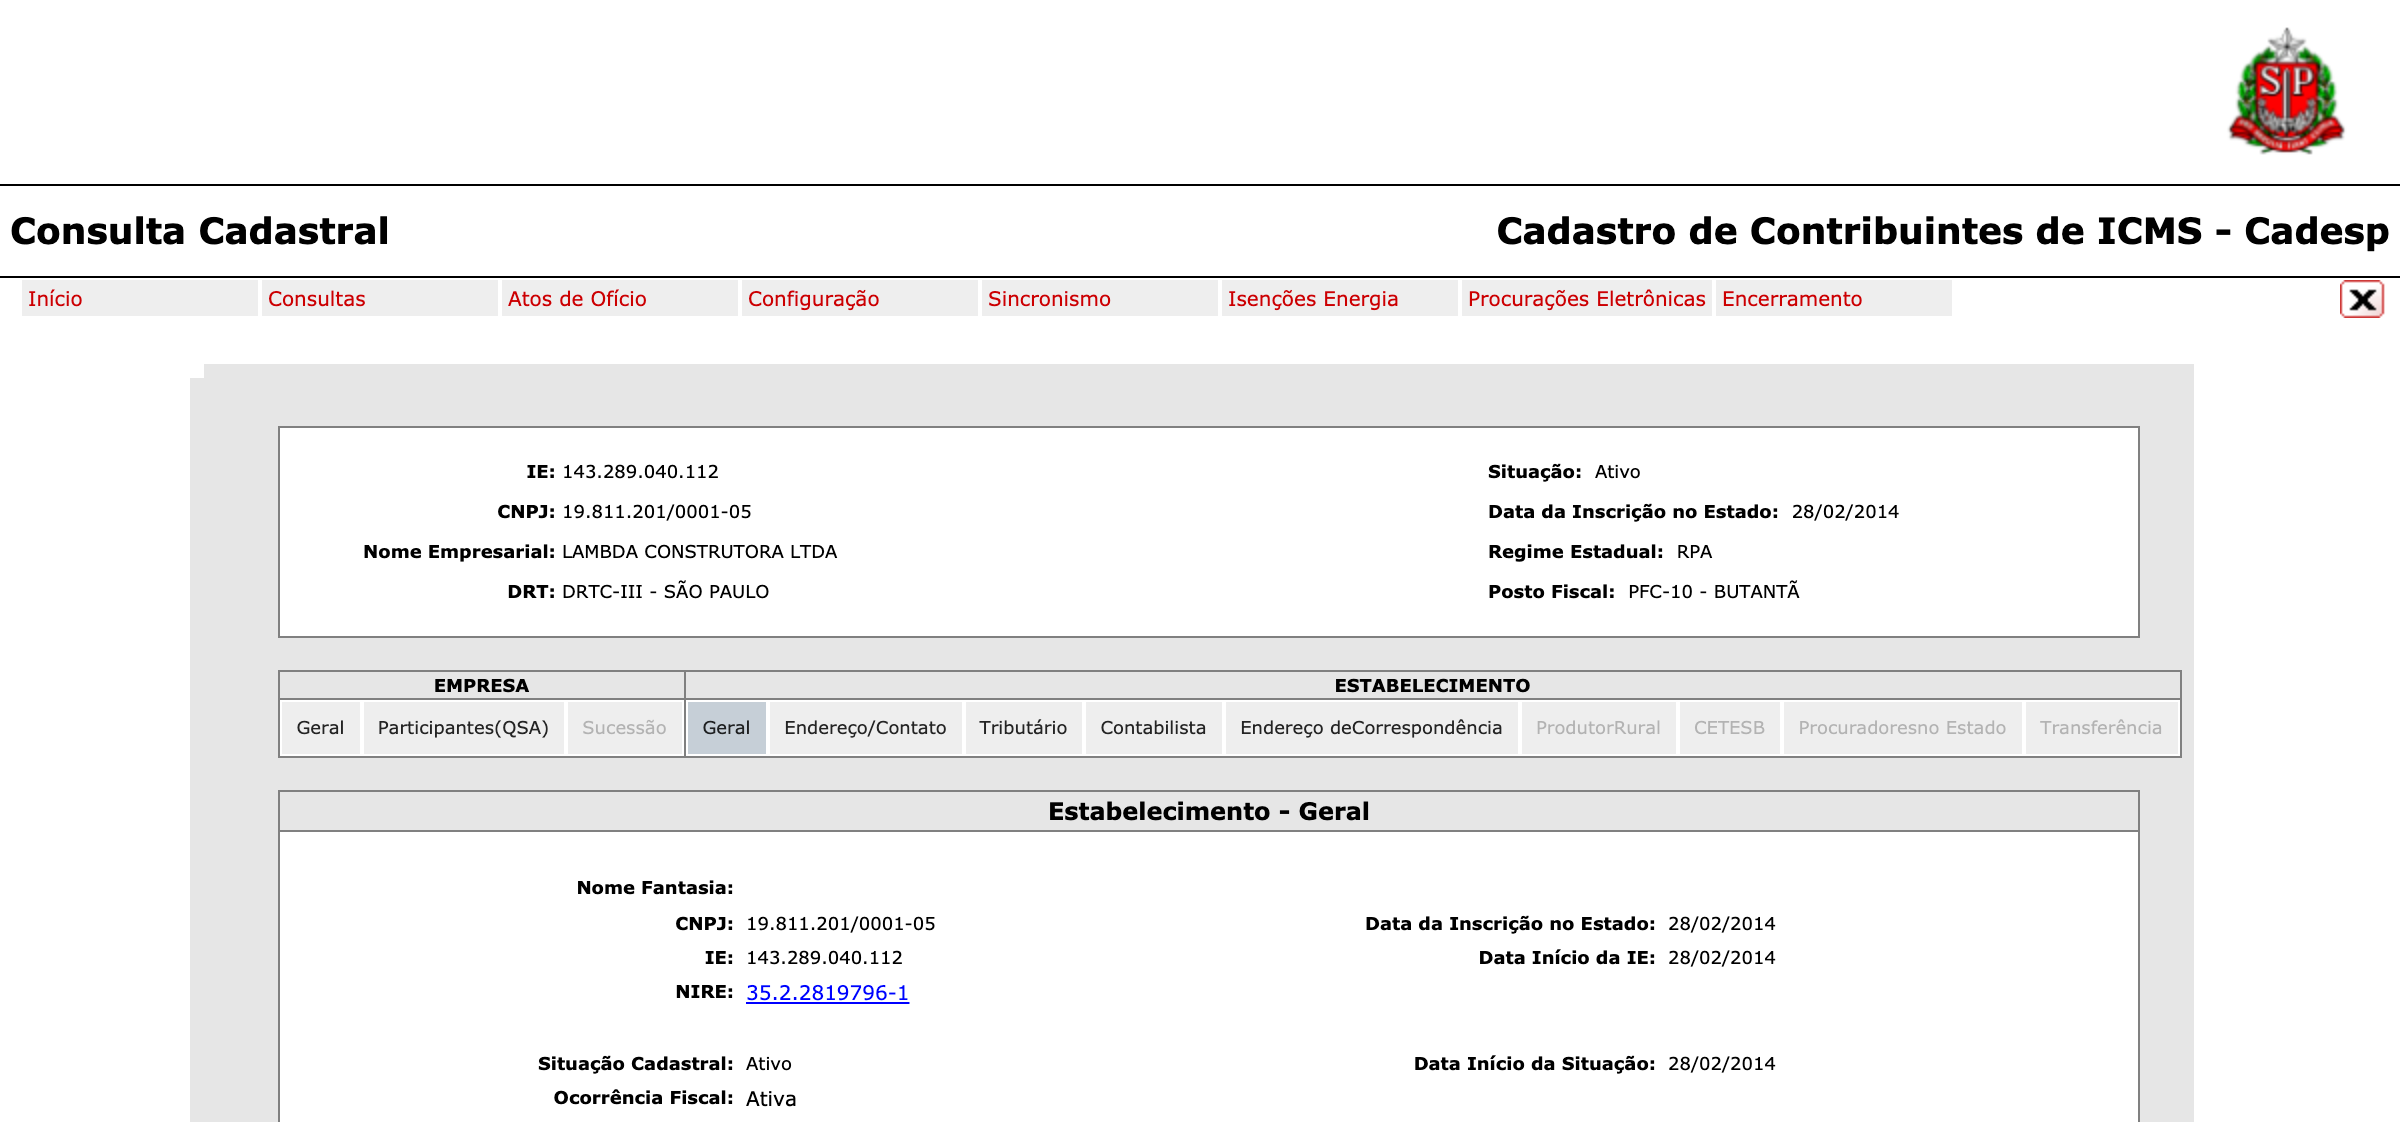 SP
Consulta Cadastral
Cadastro de Contribuintes de ICMS - Cadesp
Início Consultas Atos de Ofício Configuração Sincronismo Isenções Energia Procurações Eletrônicas Encerramento
IE: 143.289.040.112 Situação: Ativo
CNPJ: 19.811.201/0001-05 Data da Inscrição no Estado: 28/02/2014
Nome Empresarial: LAMBDA CONSTRUTORA LTDA Regime Estadual: RPA
DRT: DRTC-III - SÃO PAULO Posto Fiscal: PFC-10 - BUTANTÃ
EMPRESA ESTABELECIMENTO
Geral Participantes(QSA) Sucessão Geral Endereço/Contato Tributário Contabilista Endereço deCorrespondência ProdutorRural CETESB Procuradoresno Estado Transferência
Estabelecimento - Geral
Nome Fantasia:
CNPJ: 19.811.201/0001-05 Data da Inscrição no Estado: 28/02/2014
IE: 143.289.040.112 Data Início da IE: 28/02/2014
NIRE: 35.2.2819796-1
Situação Cadastral: Ativo Data Início da Situação: 28/02/2014
Ocorrência Fiscal: Ativa